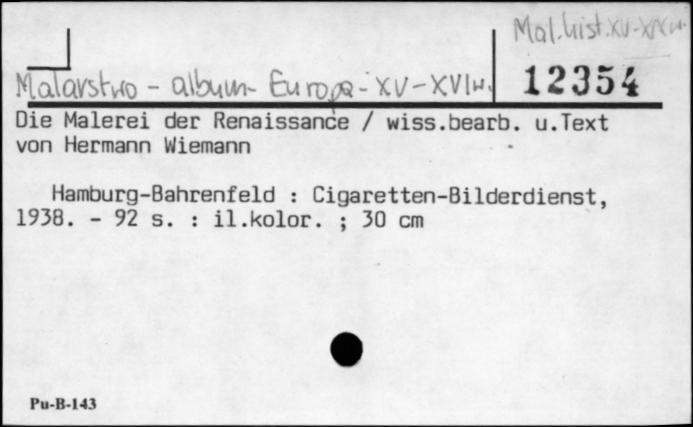 Mal. hist. XV-XIXw.
Malarstwo - album - Europa - XV-XVIw.
12354
Die Malerei der Renaissance / wiss.bearb. u.Text
von Hermann Wiemann
Hamburg-Bahrenfeld : Cigaretten-Bilderdienst,
1938. - 92 s. : il.kolor. ; 30 cm
Pu-B-143